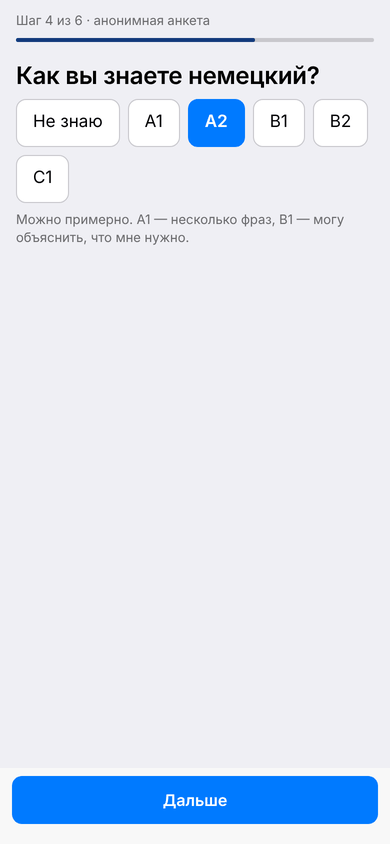 Шаг 4 из 6 · анонимная анкета
Как вы знаете немецкий?
Не знаю A1 A2 B1 B2
C1
Можно примерно. A1 — несколько фраз, B1 — могу
объяснить, что мне нужно.
Дальше